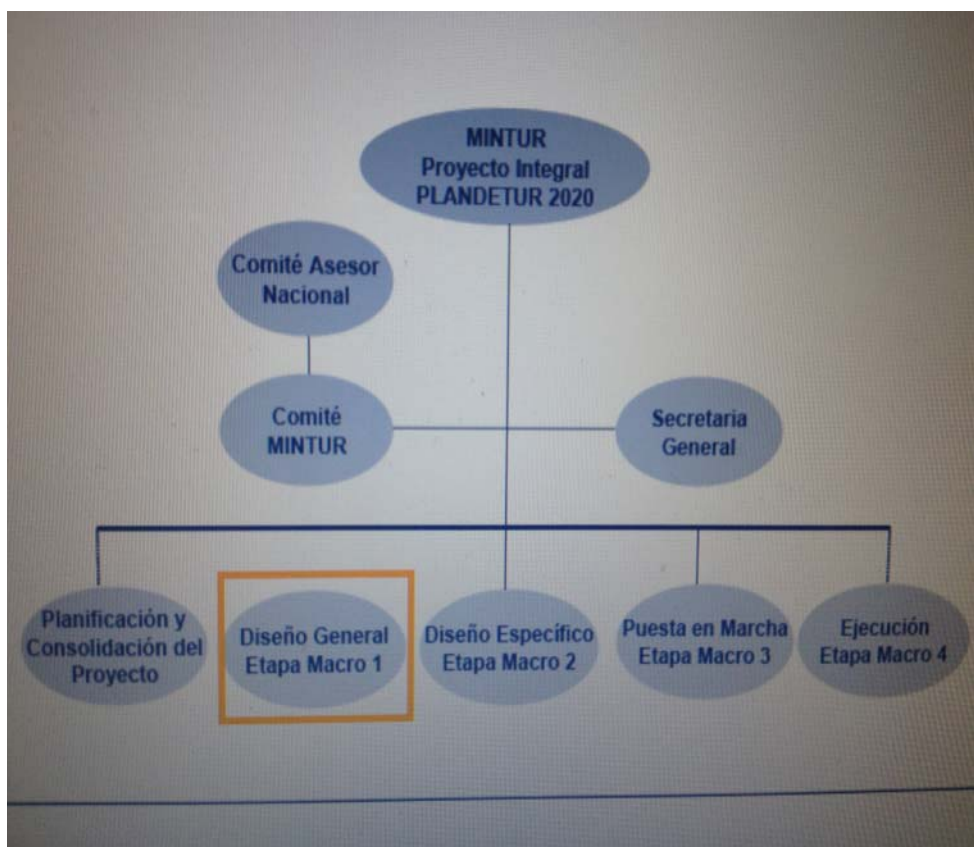 MINTUR
Proyecto Integral
PLANDETUR 2020
Comité Asesor
Nacional
Comité
MINTUR
Secretaria
General
Planificación y
Consolidación del
Proyecto
Diseño General
Etapa Macro 1
Diseño Específico
Etapa Macro 2
Puesta en Marcha
Etapa Macro 3
Ejecución
Etapa Macro 4